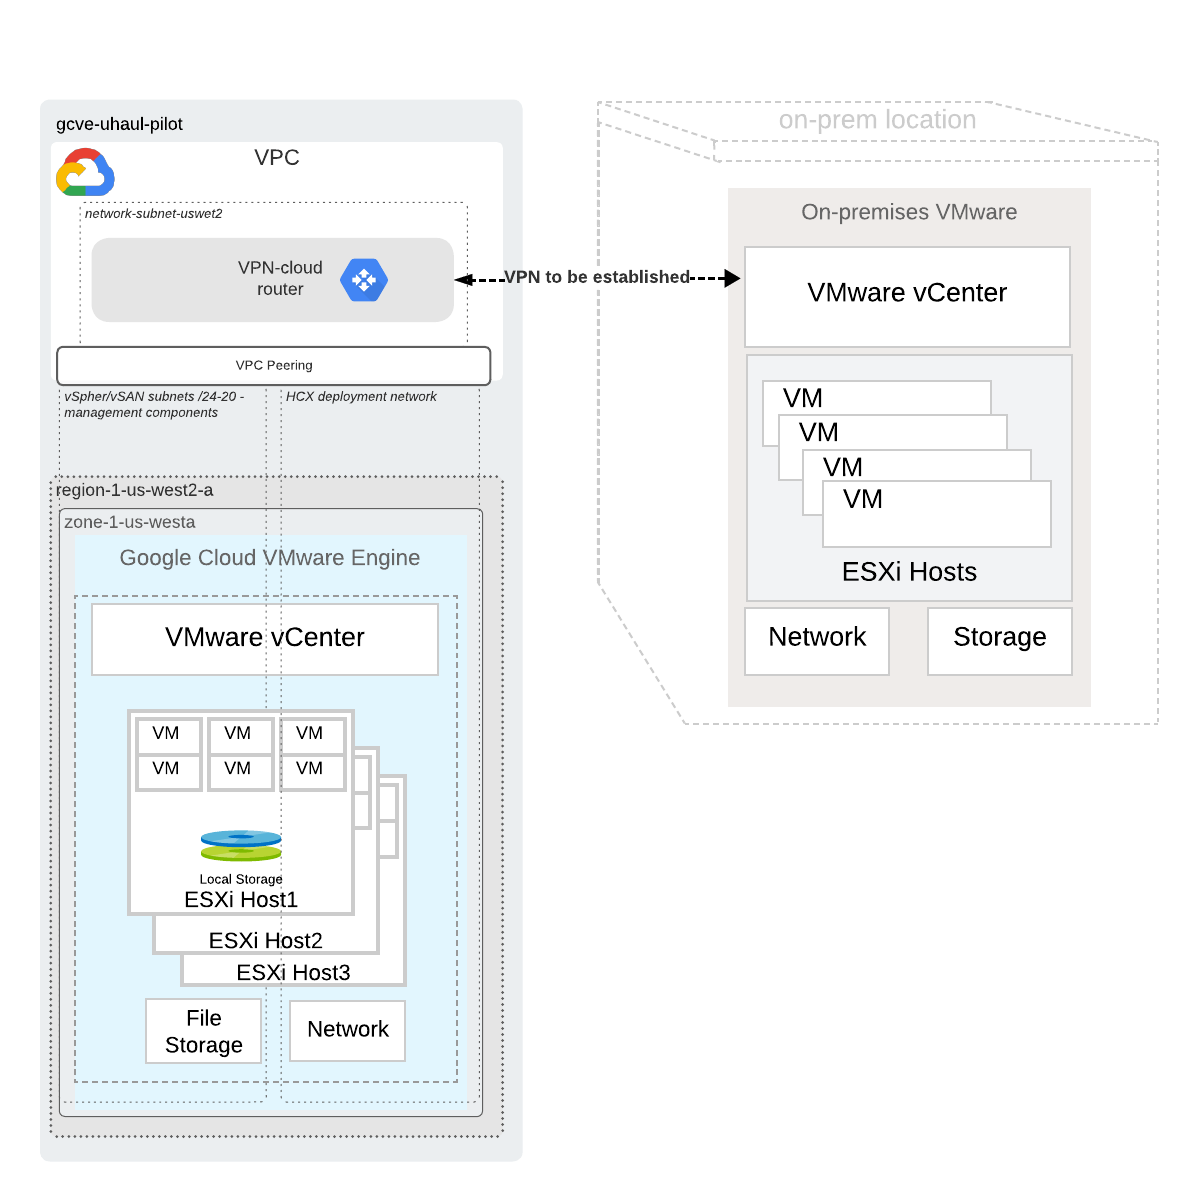 gcve-uhaul-pilot
VPC
network-subnet-uswet2
VPN-cloud
router
VPC Peering
vSpher/vSAN subnets /24-20 -
management components
HCX deployment network
region-1-us-west2-a
zone-1-us-westa
Google Cloud VMware Engine
VMware vCenter
VM
VM
VM
VM
VM
VM
Local Storage
ESXi Host1
ESXi Host2
ESXi Host3
File
Storage
Network
VPN to be established
on-prem location
On-premises VMware
VMware vCenter
VM
VM
VM
VM
ESXi Hosts
Network
Storage